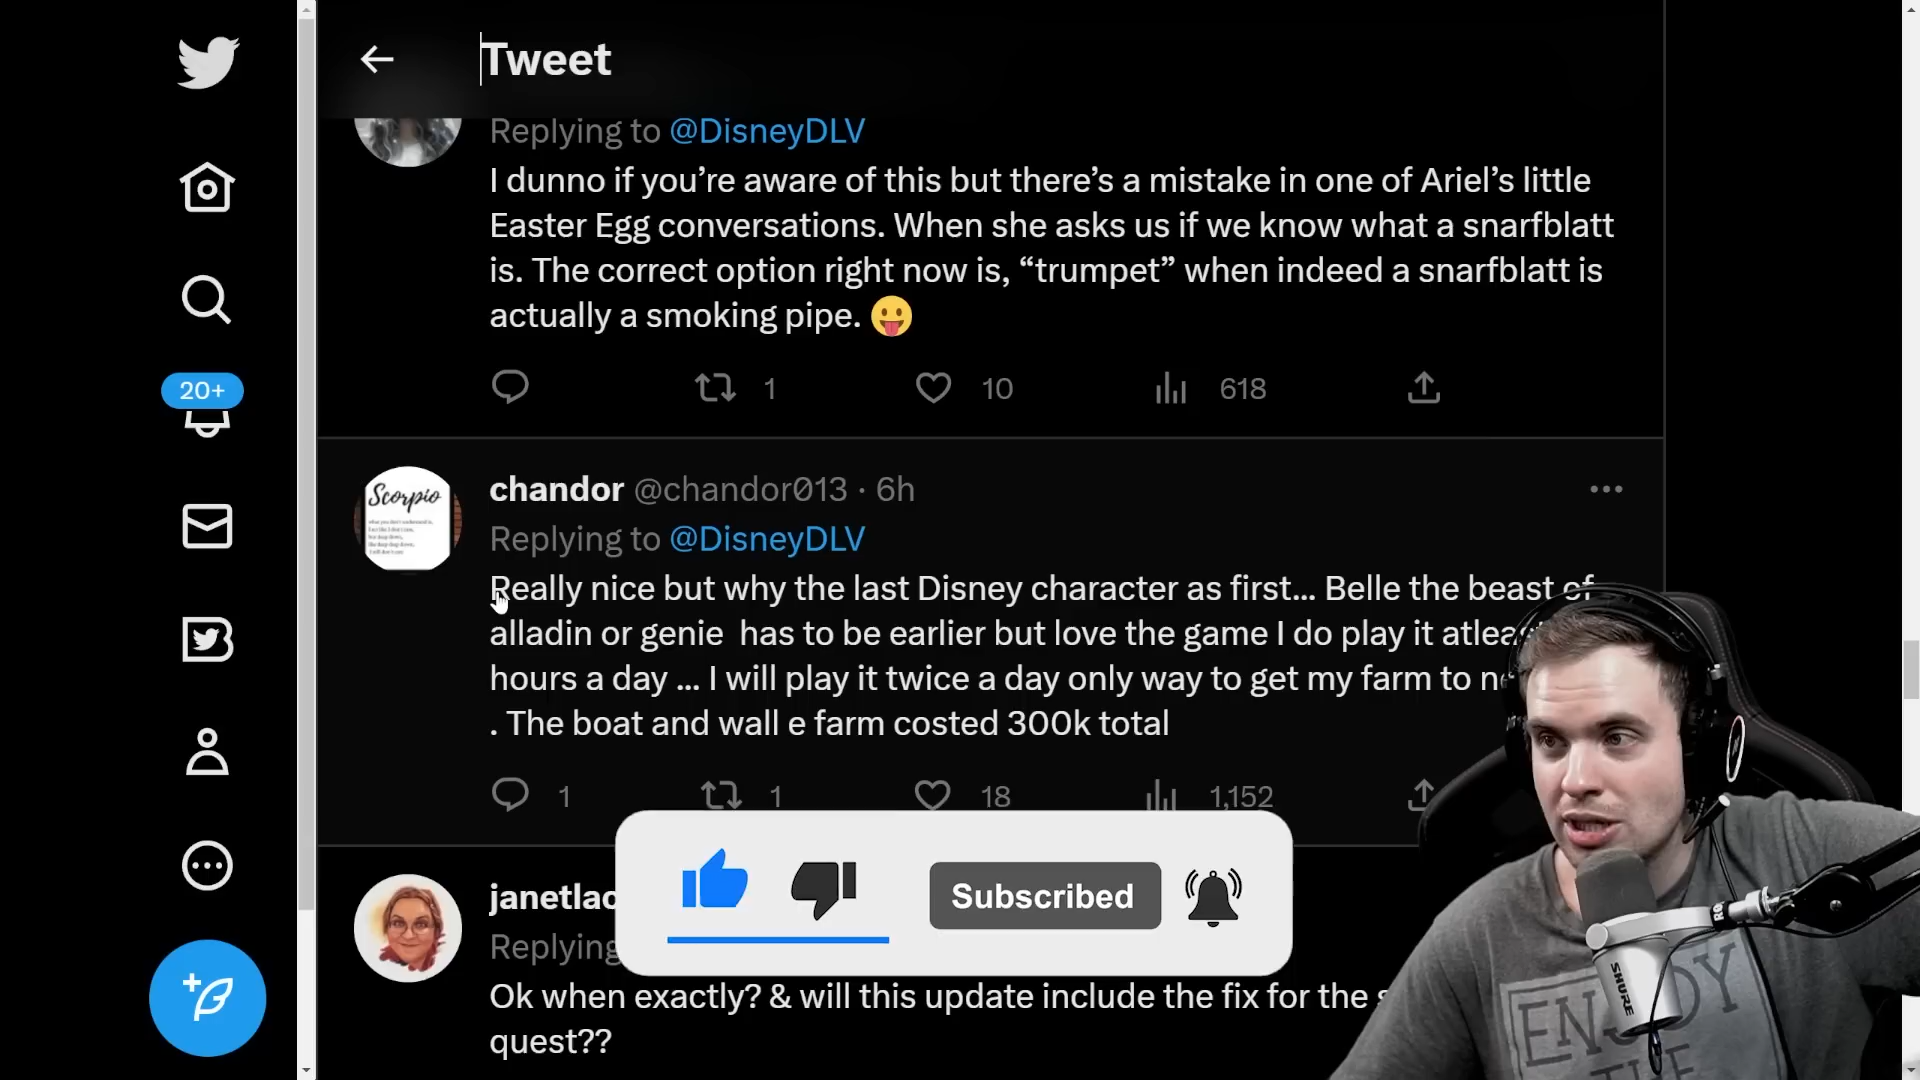 Tweet
Replying to @DisneyDLV
I dunno if you’re aware of this but there’s a mistake in one of Ariel’s little
Easter Egg conversations. When she asks us if we know what a snarfblatt
is. The correct option right now is, “trumpet” when indeed a snarfblatt is
actually a smoking pipe. 😛
1 10 618
20+
Scorpio
chandor @chandor013 · 6h
Replying to @DisneyDLV
Really nice but why the last Disney character as first... Belle the beast of
alladin or genie has to be earlier but love the game I do play it
hours a day ... I will play it twice a day only way to get my farm to
. The boat and wall e farm costed 300k total
1 1 18 1,152
Subscribed
Replying
Ok when exactly? & will this update include the fix for the
quest??
SHURE
ENJOY
THE